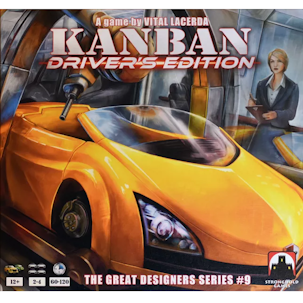 A game by VITAL LACERDA
KANBAN
DRIVER'S EDITION
12+
2-4
60-120
THE GREAT DESIGNERS SERIES #9
STRONGHOLD
GAMES